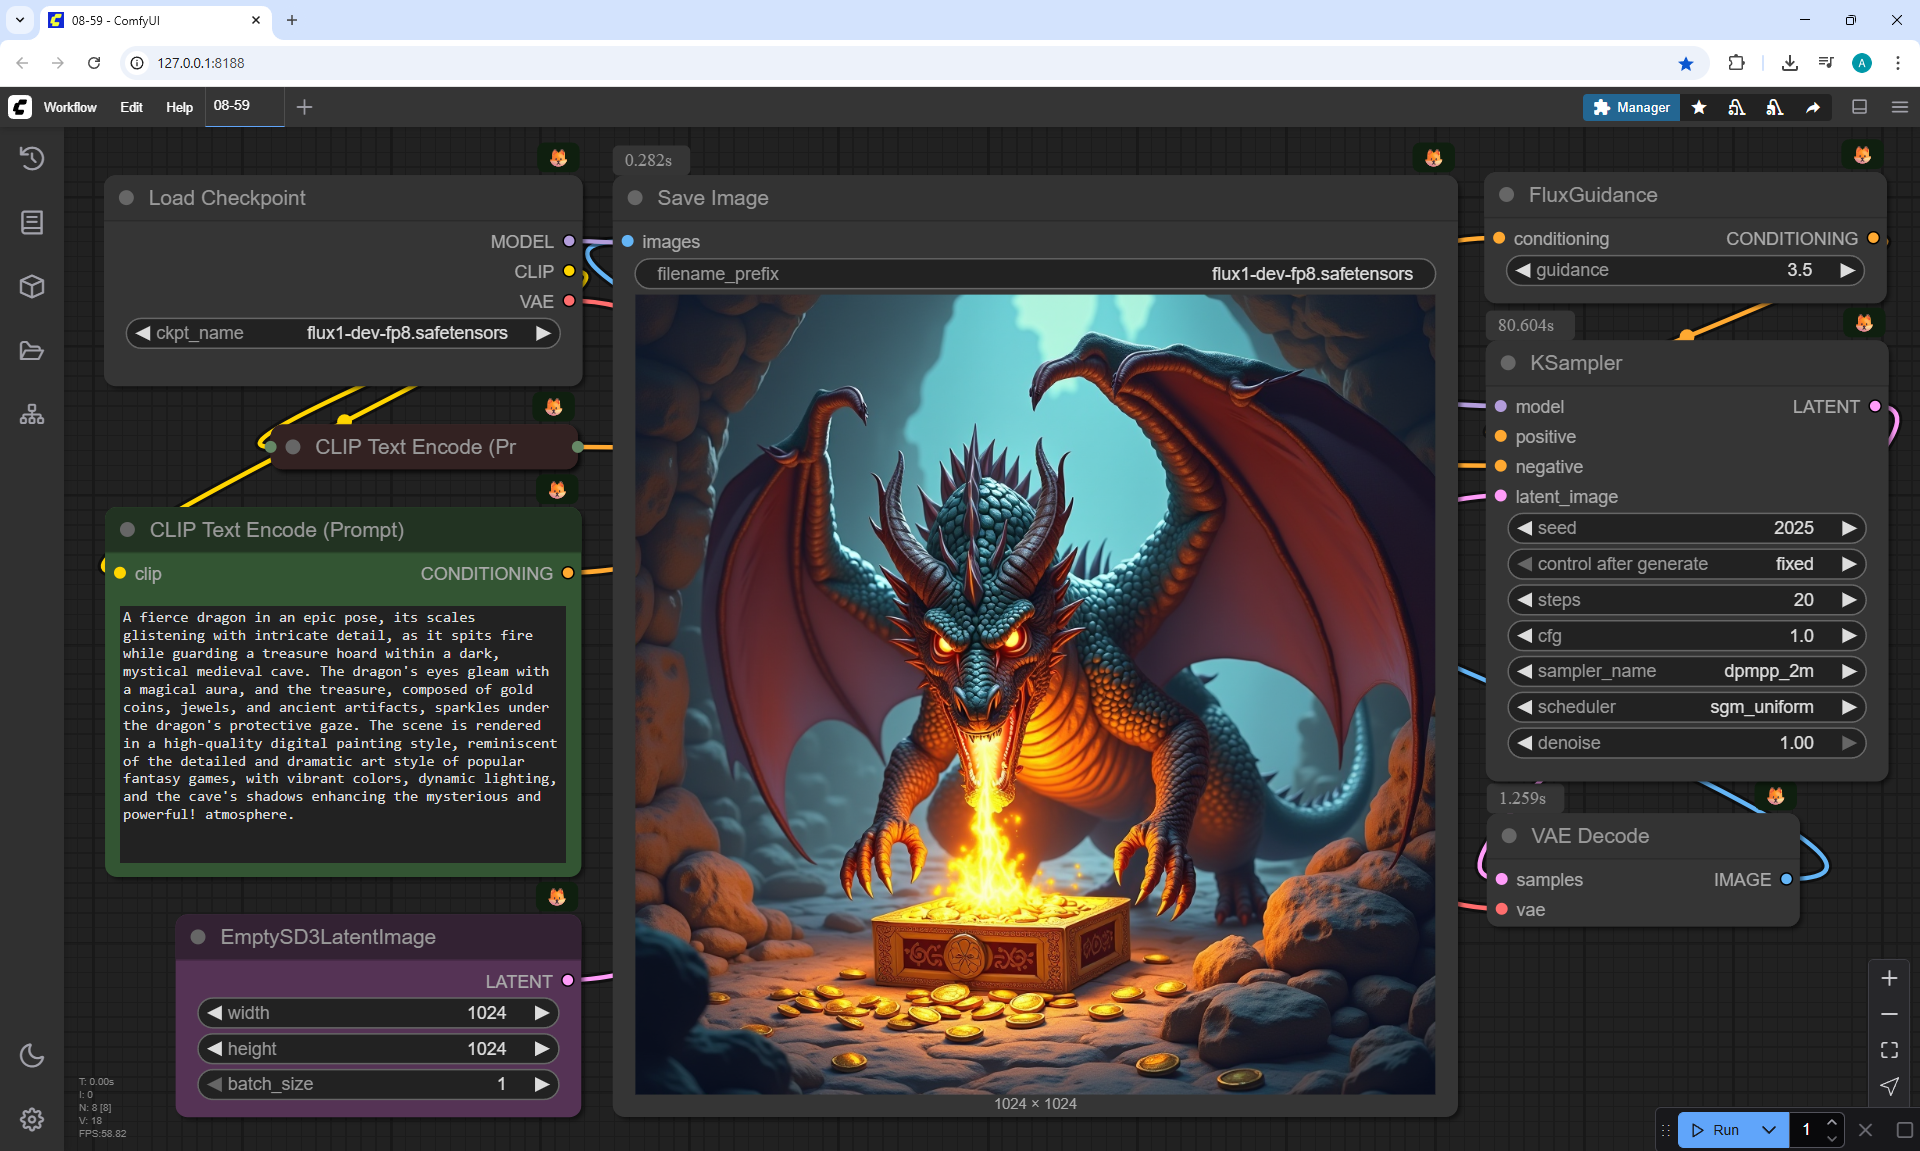 08-59 - ComfyUI
127.0.0.1:8188
Workflow
Edit
Help
08-59
Manager
Load Checkpoint
MODEL
CLIP
VAE
ckpt_name flux1-dev-fp8.safetensors
CLIP Text Encode (Pr
CLIP Text Encode (Prompt)
clip CONDITIONING
A fierce dragon in an epic pose, its scales
glistening with intricate detail, as it spits fire
while guarding a treasure hoard within a dark,
mystical medieval cave. The dragon's eyes gleam with
a magical aura, and the treasure, composed of gold
coins, jewels, and ancient artifacts, sparkles under
the dragon's protective gaze. The scene is rendered
in a high-quality digital painting style, reminiscent
of the detailed and dramatic art style of popular
fantasy games, with vibrant colors, dynamic lighting,
and the cave's shadows enhancing the mysterious and
powerful! atmosphere.
EmptySD3LatentImage
LATENT
width 1024
height 1024
batch_size 1
T: 0.00s
I: 0
N: 8 [8]
V: 18
FPS:58.82
0.282s
Save Image
images
filename_prefix flux1-dev-fp8.safetensors
1024 × 1024
FluxGuidance
conditioning CONDITIONING
guidance 3.5
80.604s
KSampler
model LATENT
positive
negative
latent_image
seed 2025
control after generate fixed
steps 20
cfg 1.0
sampler_name dpmpp_2m
scheduler sgm_uniform
denoise 1.00
1.259s
VAE Decode
samples IMAGE
vae
Run 1
A